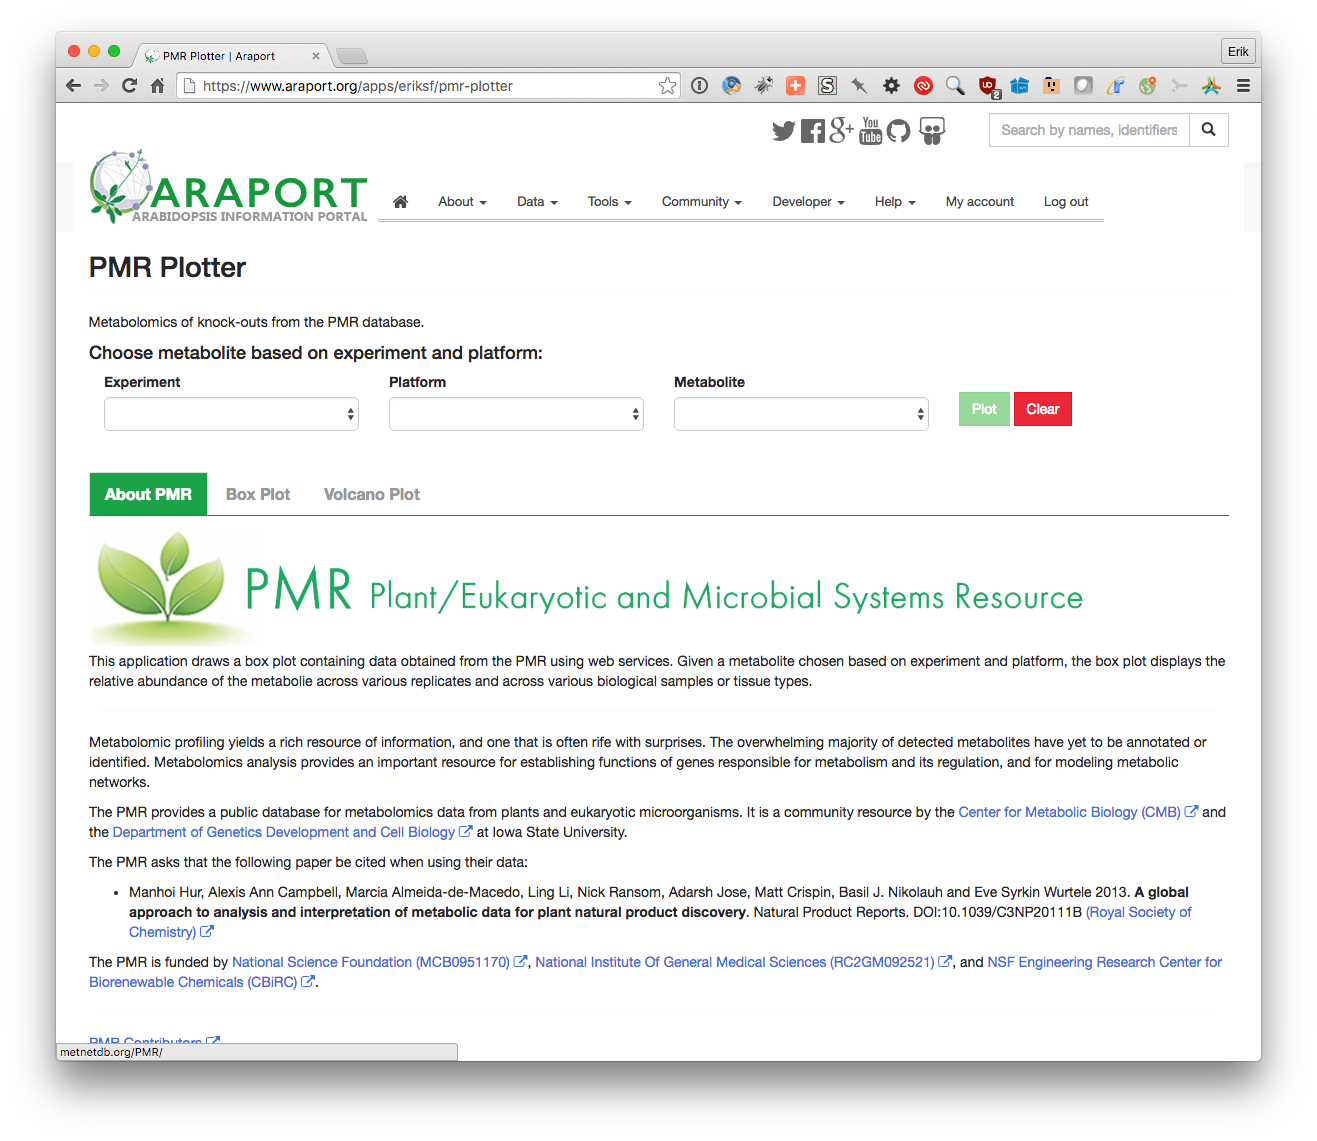 PMR Plotter | Araport
Erik
https://www.araport.org/apps/eriksf/pmr-plotter
2
You
Tube
Search by names, identifiers
ARAPORT
ARABIDOPSIS INFORMATION PORTAL
About
Data
Tools
Community
Developer
Help
My account
Log out
PMR Plotter
Metabolomics of knock-outs from the PMR database.
Choose metabolite based on experiment and platform:
Experiment
Platform
Metabolite
Plot
Clear
About PMR
Box Plot
Volcano Plot
PMR Plant/Eukaryotic and Microbial Systems Resource
This application draws a box plot containing data obtained from the PMR using web services. Given a metabolite chosen based on experiment and platform, the box plot displays the
relative abundance of the metabolie across various replicates and across various biological samples or tissue types.
Metabolomic profiling yields a rich resource of information, and one that is often rife with surprises. The overwhelming majority of detected metabolites have yet to be annotated or
identified. Metabolomics analysis provides an important resource for establishing functions of genes responsible for metabolism and its regulation, and for modeling metabolic
networks.
The PMR provides a public database for metabolomics data from plants and eukaryotic microorganisms. It is a community resource by the Center for Metabolic Biology (CMB) and
the Department of Genetics Development and Cell Biology at Iowa State University.
The PMR asks that the following paper be cited when using their data:
• Manhoi Hur, Alexis Ann Campbell, Marcia Almeida-de-Macedo, Ling Li, Nick Ransom, Adarsh Jose, Matt Crispin, Basil J. Nikolauh and Eve Syrkin Wurtele 2013. A global
approach to analysis and interpretation of metabolic data for plant natural product discovery. Natural Product Reports. DOI:10.1039/C3NP20111B (Royal Society of
Chemistry)
The PMR is funded by National Science Foundation (MCB0951170), National Institute Of General Medical Sciences (RC2GM092521), and NSF Engineering Research Center for
Biorenewable Chemicals (CBiRC).
PMR Contributors
metnetdb.org/PMR/